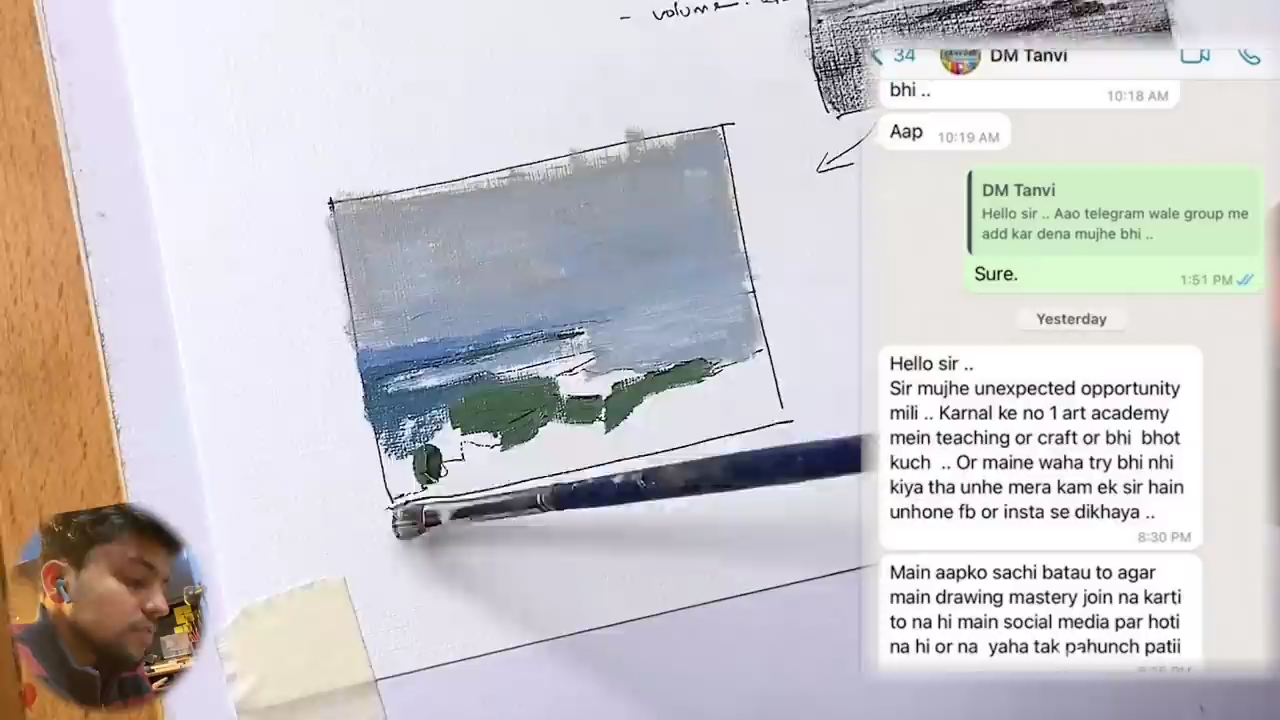 - volume.
34
DM Tanvi
bhi ..
10:18 AM
Aap
10:19 AM
DM Tanvi
Hello sir .. Aao telegram wale group me
add kar dena mujhe bhi ..
Sure.
1:51 PM
Yesterday
Hello sir ..
Sir mujhe unexpected opportunity
mili .. Karnal ke no 1 art academy
mein teaching or craft or bhi bhot
kuch .. Or maine waha try bhi nhi
kiya tha unhe mera kam ek sir hain
unhone fb or insta se dikhaya ..
8:30 PM
Main aapko sachi batau to agar
main drawing mastery join na karti
to na hi main social media par hoti
na hi or na yaha tak pahunch patii